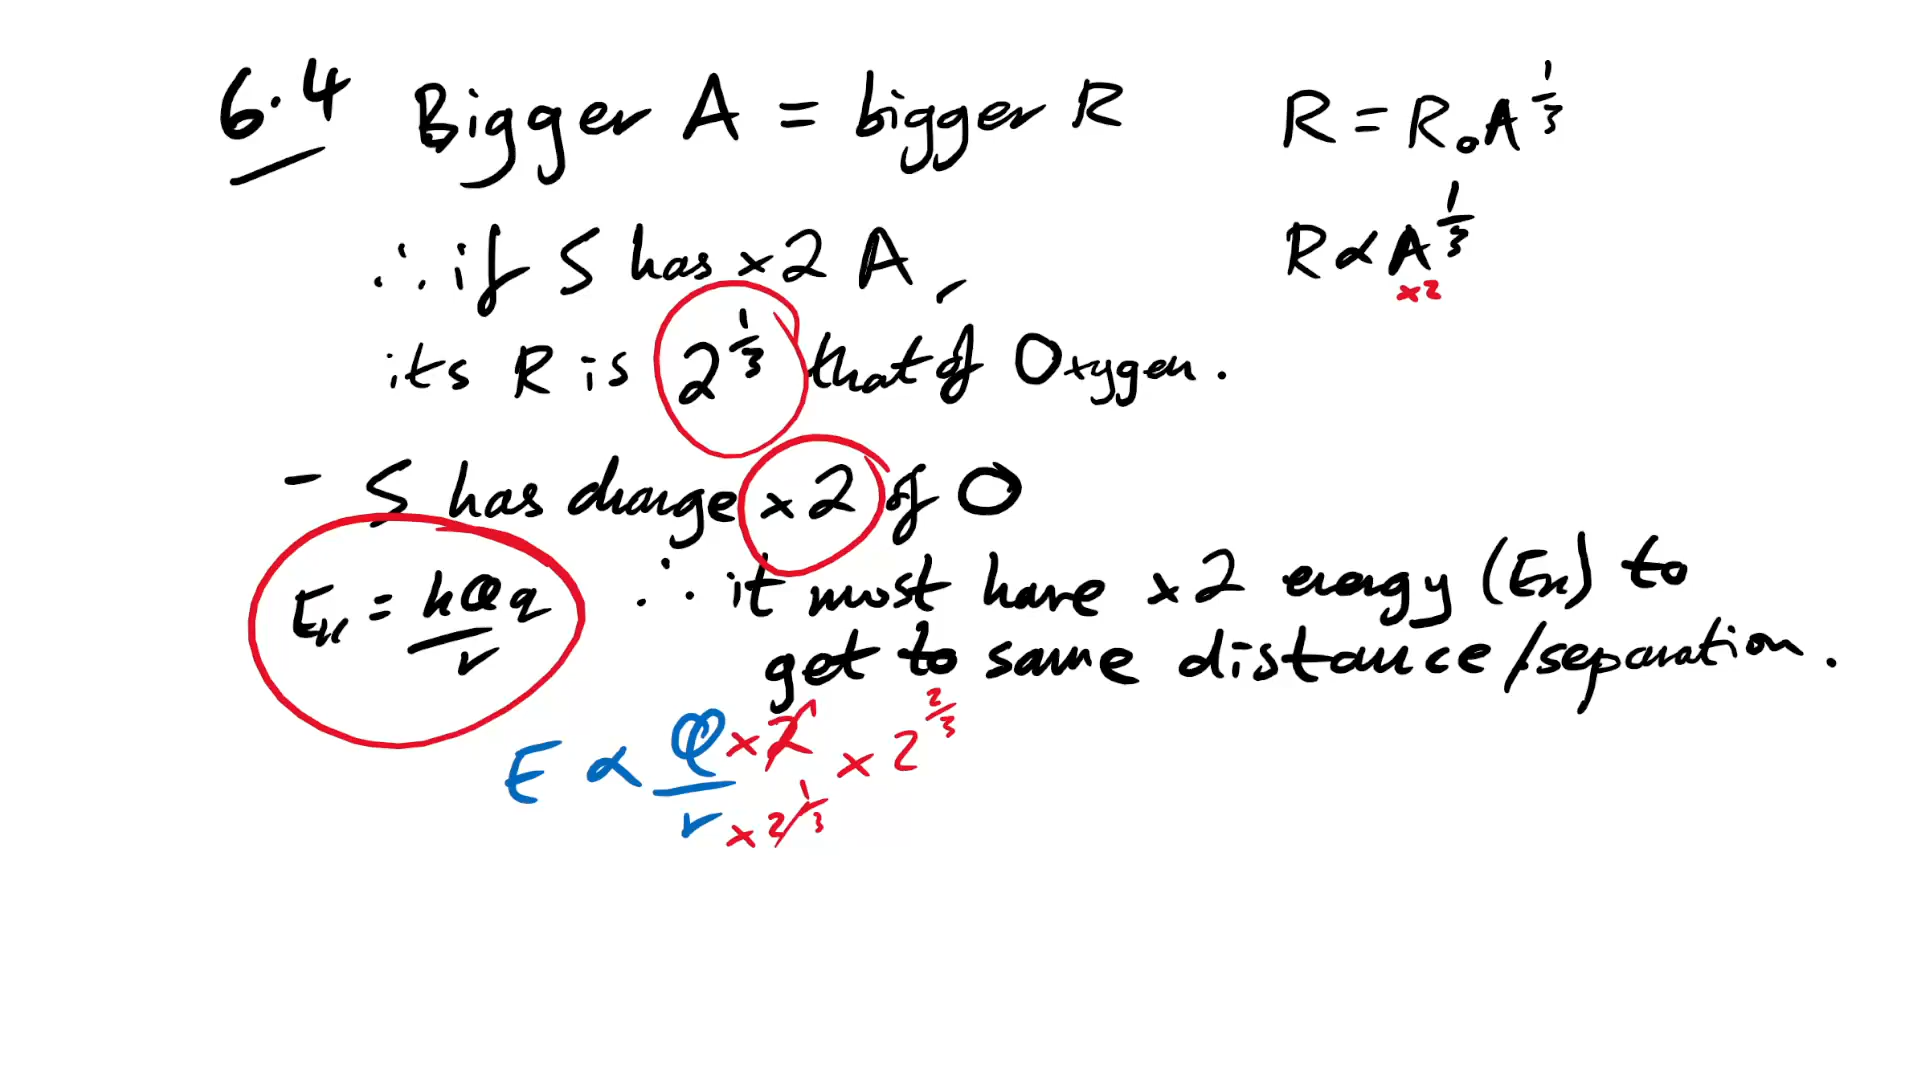 6.4 Bigger A = bigger R
R = R₀A^(1/3)
∴ if S has ×2 A,
R ∝ A^(1/3)
×2
its R is 2^(1/3) that of Oxygen.
- S has charge ×2 of O
Eₖ = kQq/r
∴ it must have ×2 energy (Eₖ) to
get to same distance/separation.
E ∝ Q×2 / r×2^(1/3) ×2^(2/3)